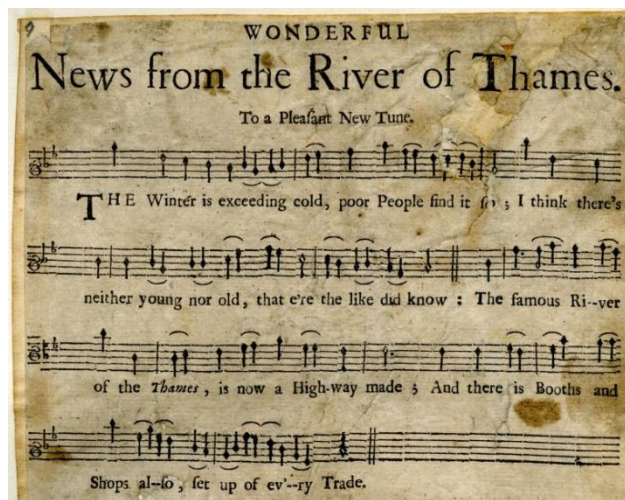 9
WONDERFUL
News from the River of Thames.
To a Pleasant New Tune.
THE Winter is exceeding cold, poor People find it so ; I think there's
neither young nor old, that e're the like did know : The famous Ri--ver
of the Thames, is now a High-way made ; And there is Booths and
Shops al--so, set up of ev'--ry Trade.